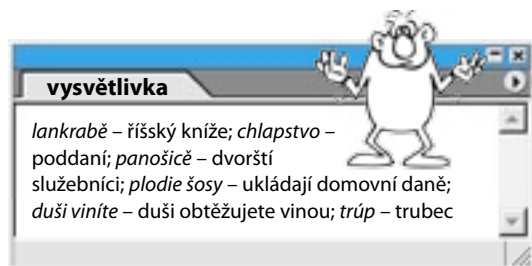 vysvětlivka
lankrabě – říšský kníže; chlapstvo –
poddaní; panošicě – dvorští
služebníci; plodie šosy – ukládají domovní daně;
duši viníte – duši obtěžujete vinou; trúp – trubec